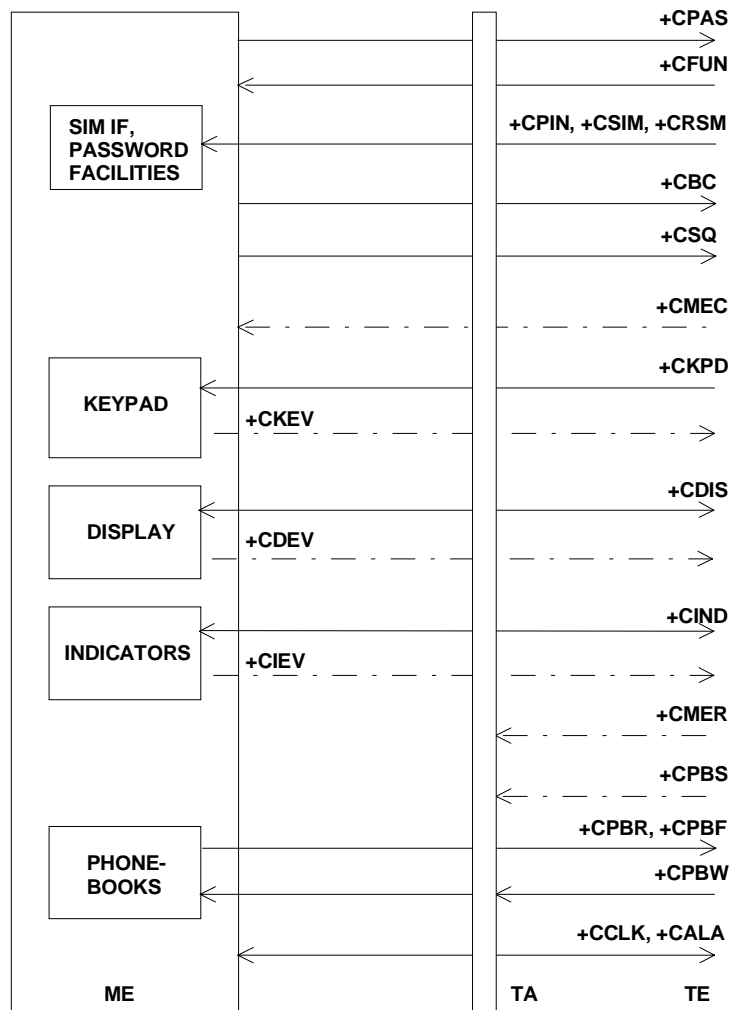 +CPAS
+CFUN
SIM IF,
PASSWORD
FACILITIES
+CPIN, +CSIM, +CRSM
+CBC
+CSQ
+CMEC
+CKPD
KEYPAD
+CKEV
+CDIS
DISPLAY
+CDEV
+CIND
INDICATORS
+CIEV
+CMER
+CPBS
+CPBR, +CPBF
PHONE-
BOOKS
+CPBW
+CCLK, +CALA
ME
TA
TE